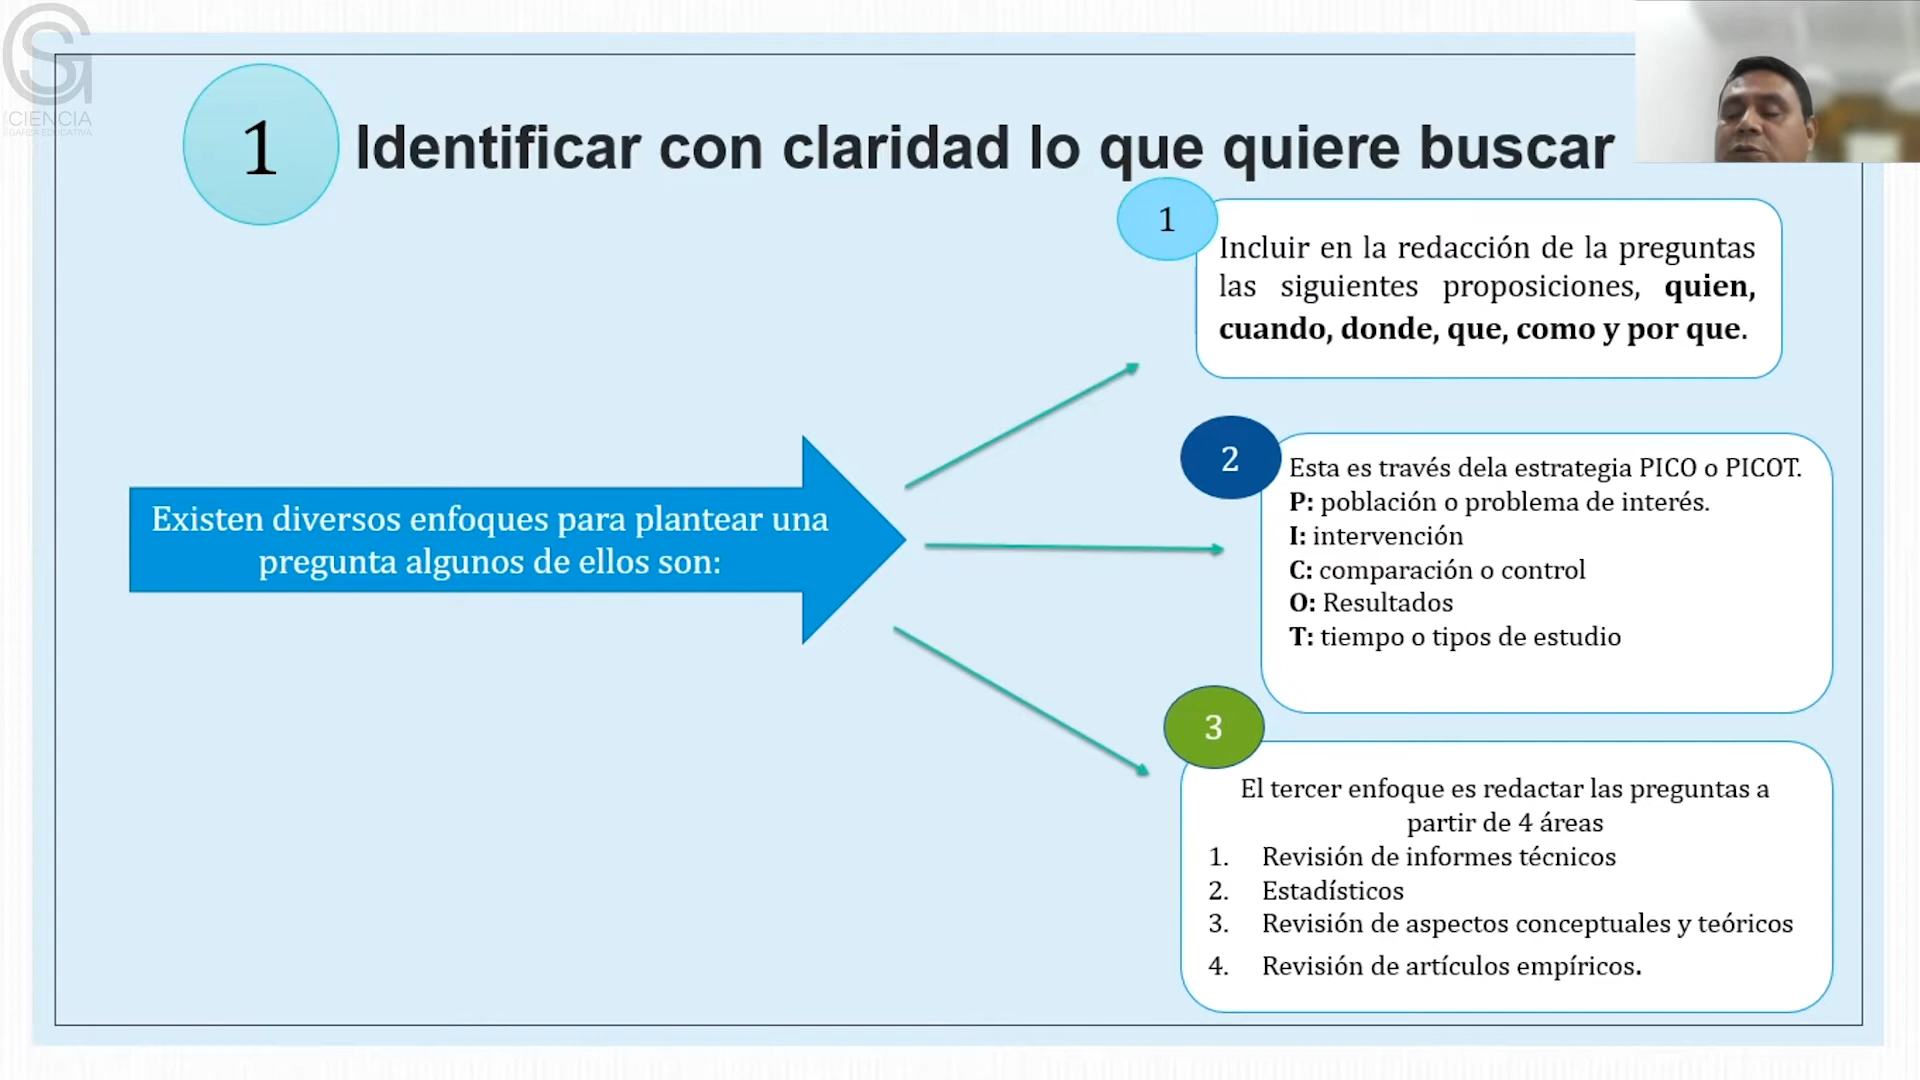 CIENCIA
1
Identificar con claridad lo que quiere buscar
Existen diversos enfoques para plantear una
pregunta algunos de ellos son:
1
Incluir en la redacción de la preguntas
las siguientes proposiciones, quien,
cuando, donde, que, como y por que.
2
Esta es través dela estrategia PICO o PICOT.
P: población o problema de interés.
I: intervención
C: comparación o control
O: Resultados
T: tiempo o tipos de estudio
3
El tercer enfoque es redactar las preguntas a
partir de 4 áreas
1. Revisión de informes técnicos
2. Estadísticos
3. Revisión de aspectos conceptuales y teóricos
4. Revisión de artículos empíricos.